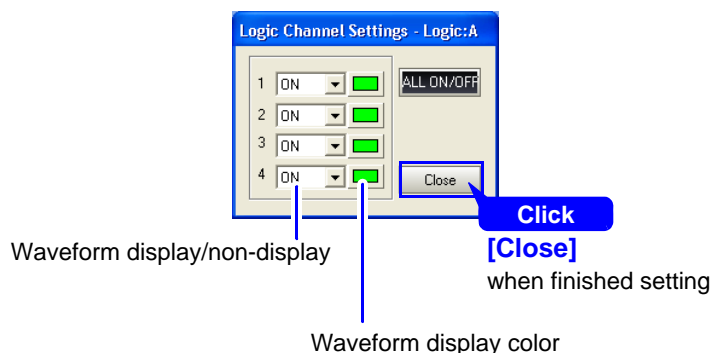 Logic Channel Settings - Logic:A
1 ON ALL ON/OFF
2 ON
3 ON
4 ON Close
Click
Waveform display/non-display [Close]
when finished setting
Waveform display color